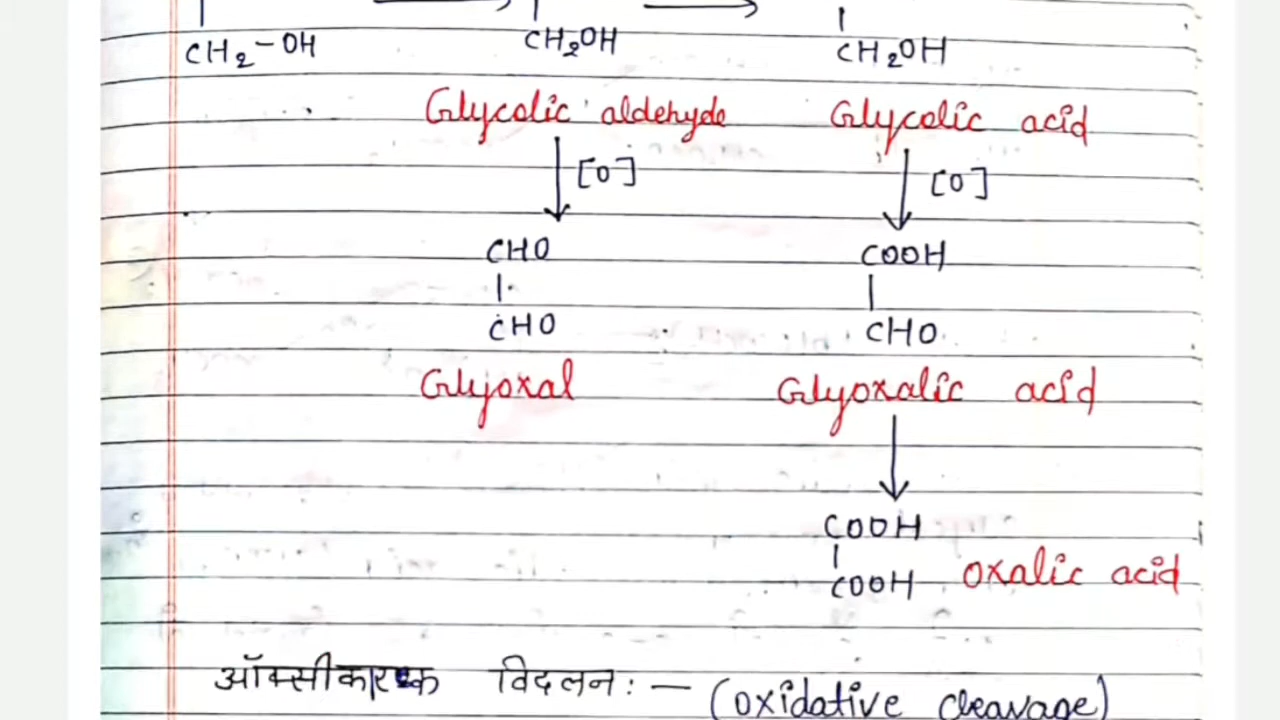 CH2-OH CH2OH CH2OH
Glycolic aldehyde Glycolic acid
[O] [O]
CHO COOH
CHO CHO
Glyoxal Glyoxalic acid
COOH
COOH Oxalic acid
ऑक्सीकारक विदलन :- (oxidative cleavage)